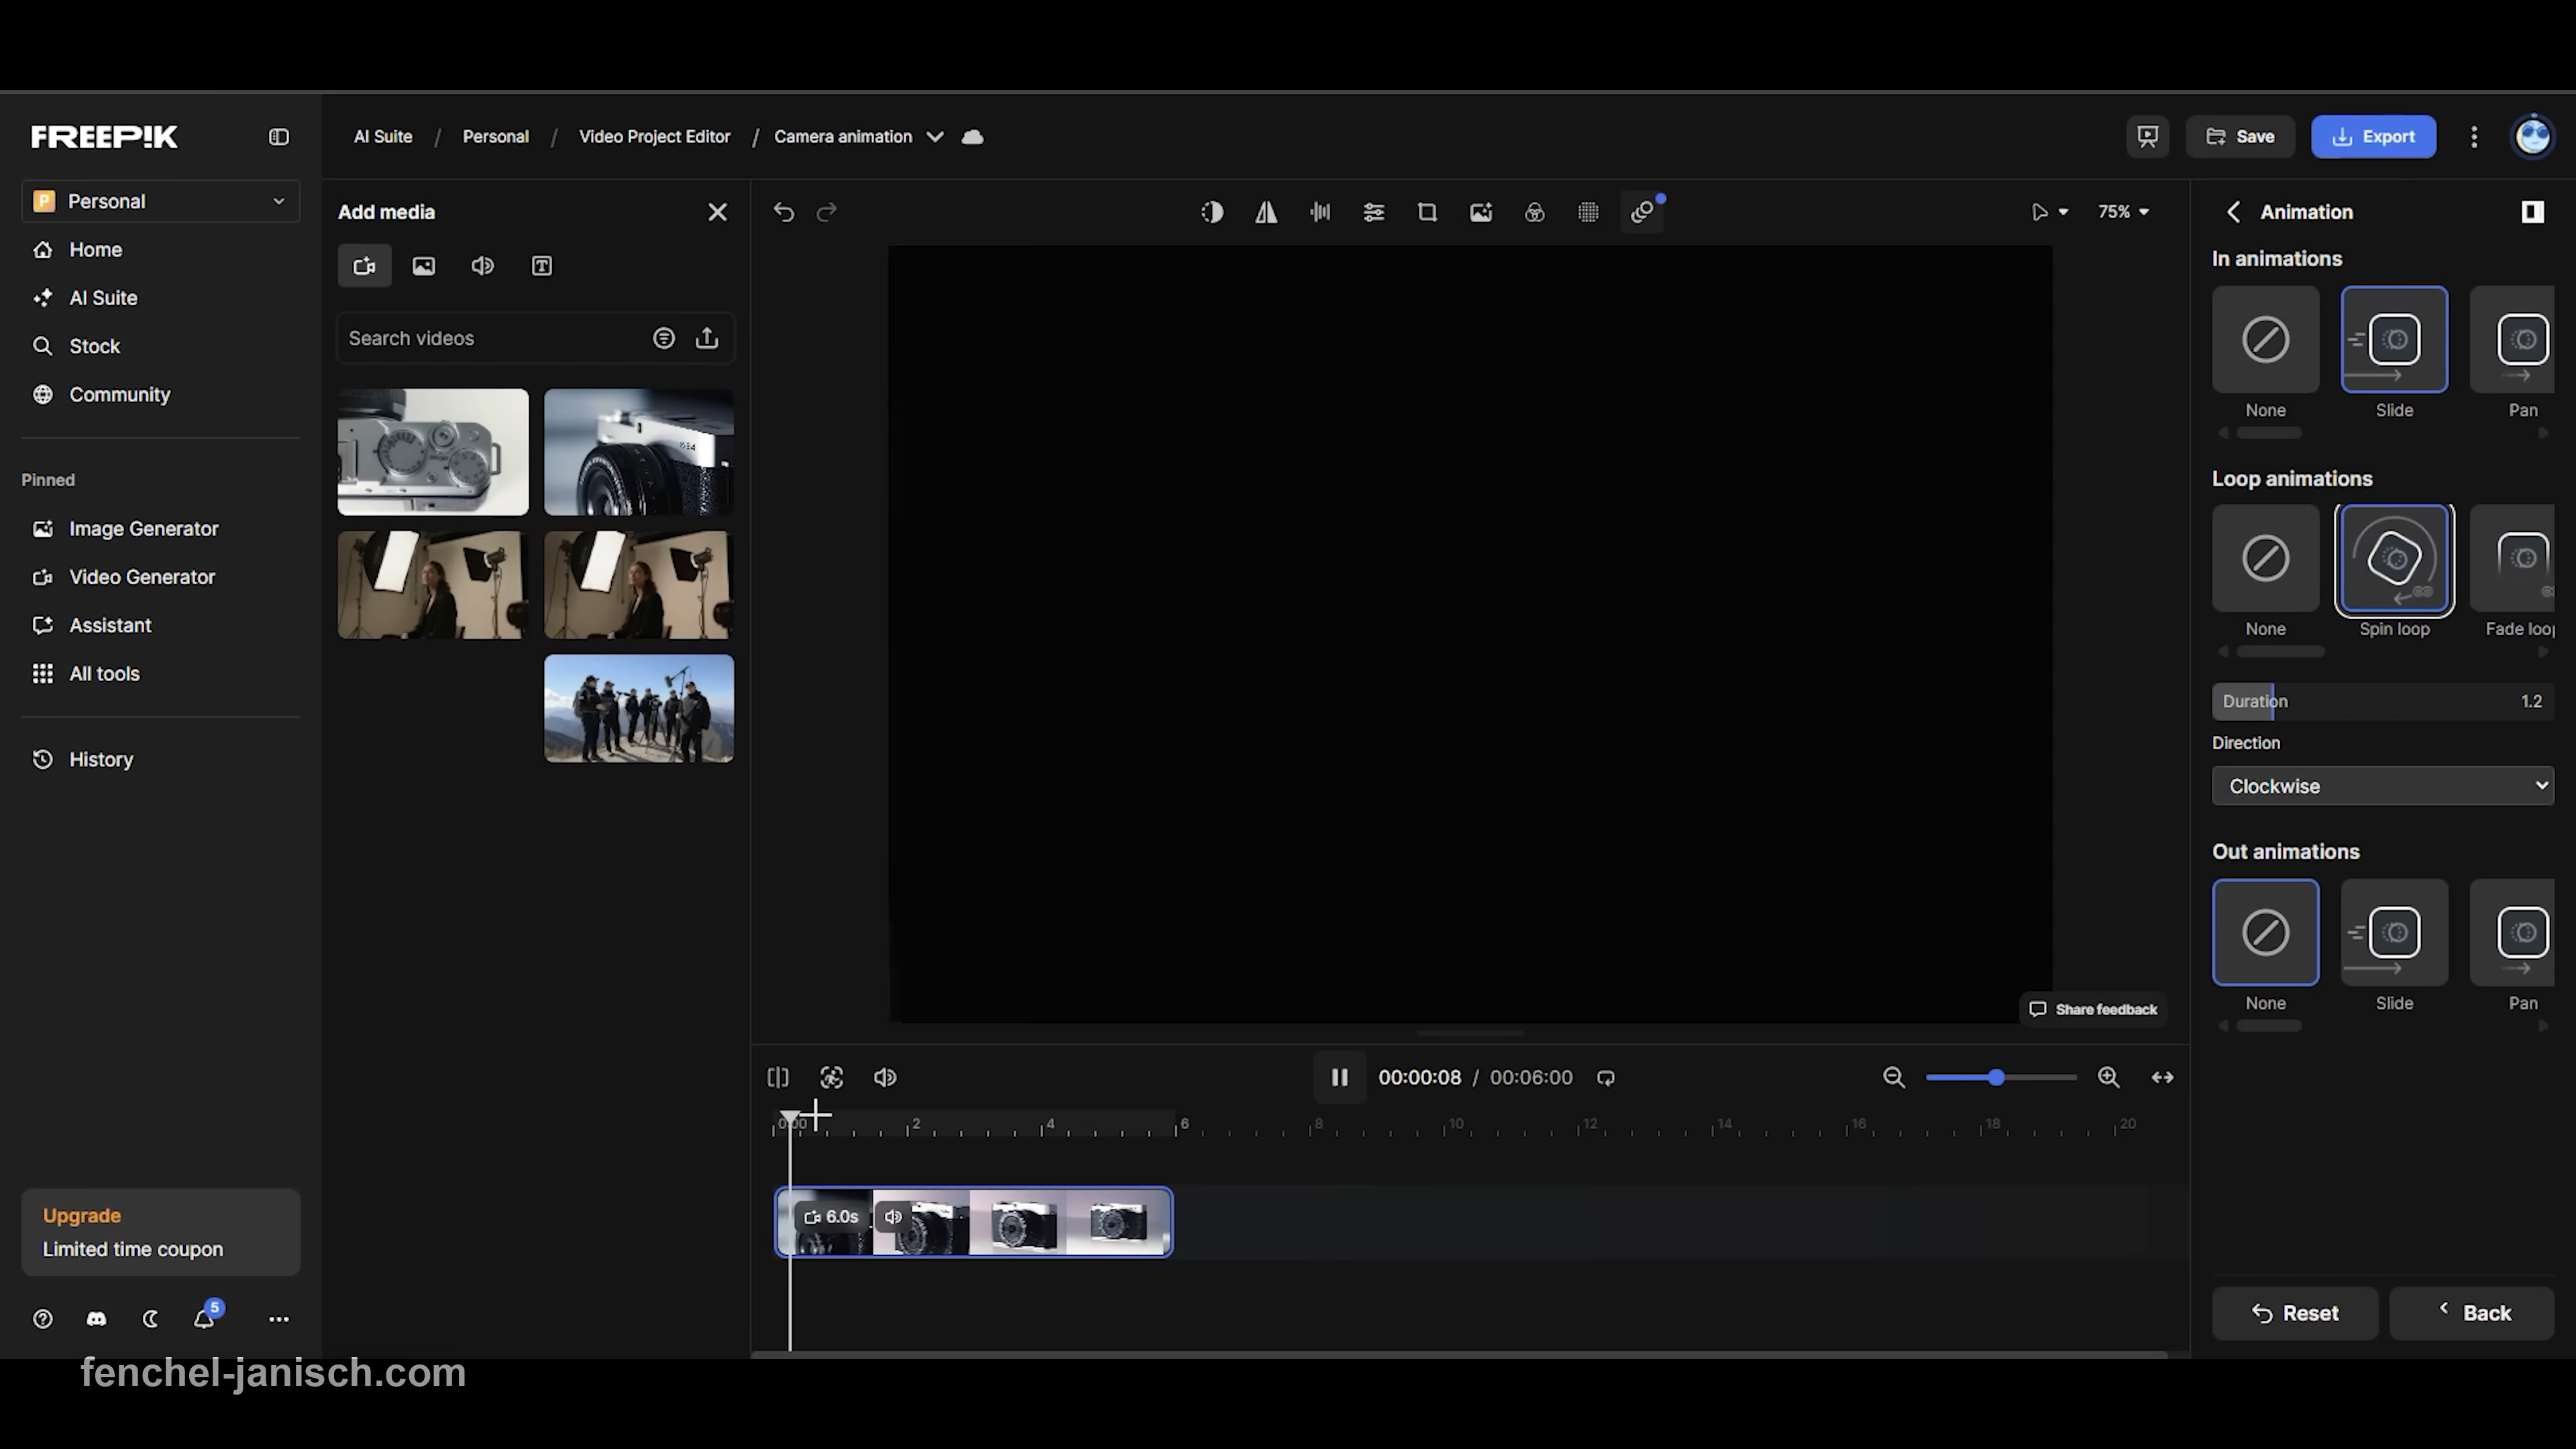 FREEP!K
AI Suite / Personal / Video Project Editor / Camera animation
Save
Export
P Personal
Home
AI Suite
Stock
Community
Pinned
Image Generator
Video Generator
Assistant
All tools
History
Upgrade
Limited time coupon
5
Add media
Search videos
75%
Share feedback
00:00:08 / 00:06:00
0:00 2 4 6 8 10 12 14 16 18 20
6.0s
Animation
In animations
None Slide Pan
Loop animations
None Spin loop Fade loop
Duration 1.2
Direction
Clockwise
Out animations
None Slide Pan
Reset
Back
fenchel-janisch.com